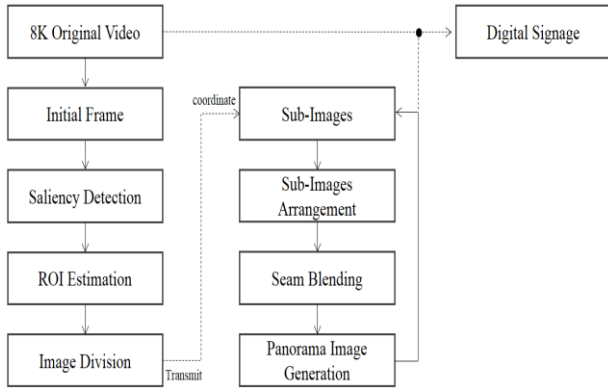 8K Original Video
Digital Signage
Initial Frame
coordinate
Sub-Images
Saliency Detection
Sub-Images
Arrangement
ROI Estimation
Seam Blending
Image Division
Transmit
Panorama Image
Generation